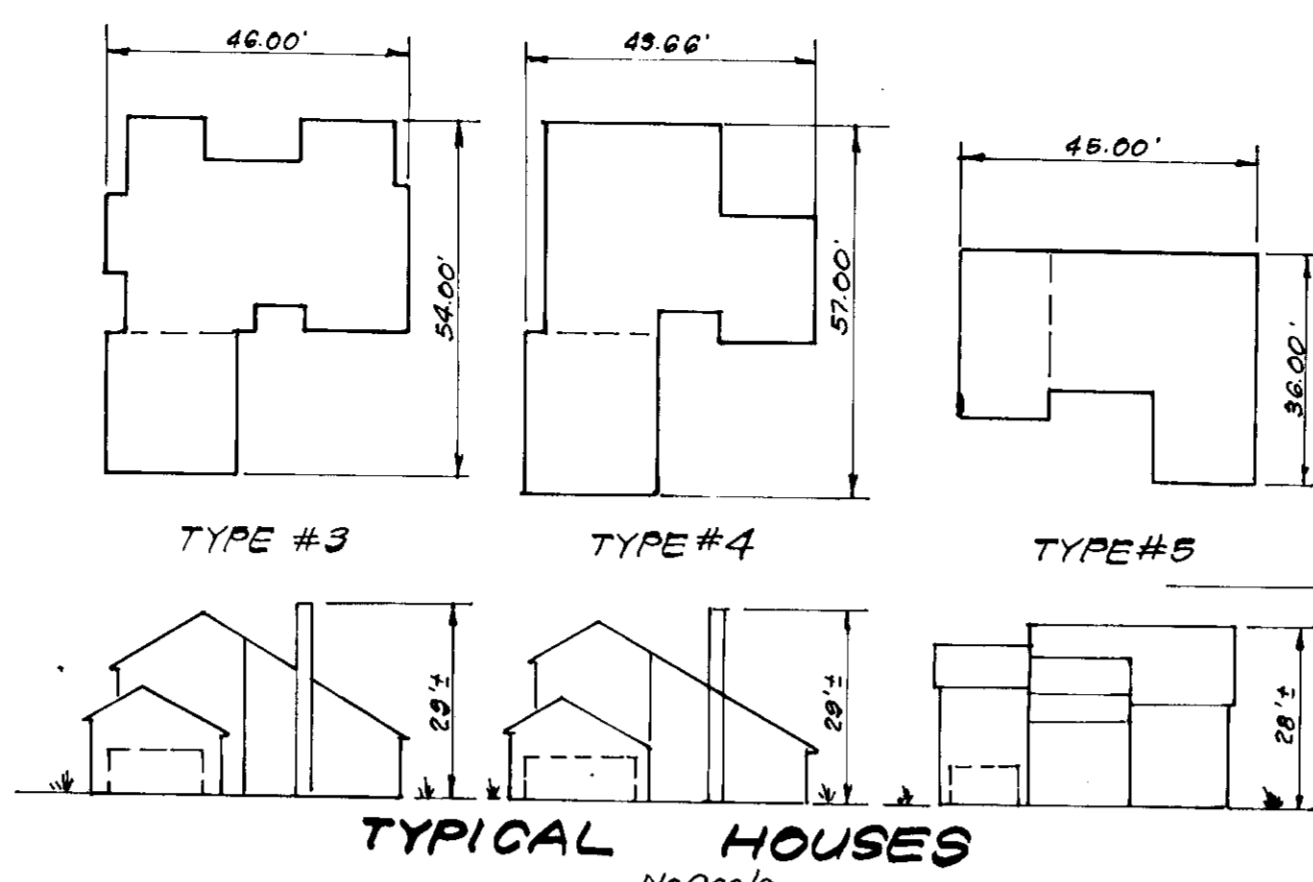 46.00'
43.66'
45.00'
54.00'
57.00'
36.00'
TYPE #3
TYPE #4
TYPE #5
29'±
29'±
28'±
TYPICAL HOUSES